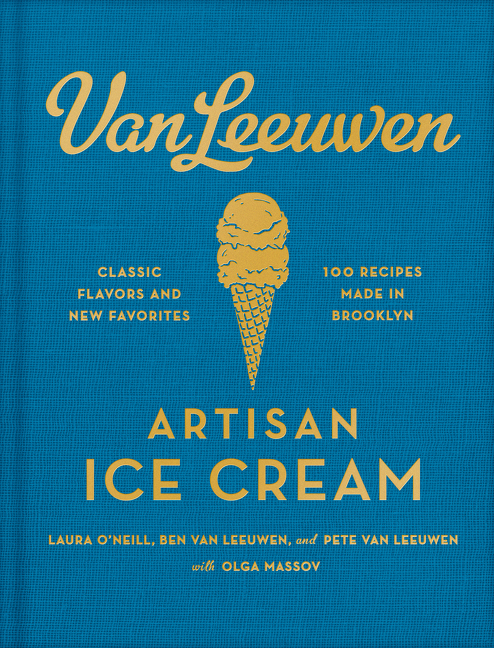 Van Leeuwen
CLASSIC
FLAVORS AND
NEW FAVORITES
100 RECIPES
MADE IN
BROOKLYN
ARTISAN
ICE CREAM
LAURA O'NEILL, BEN VAN LEEUWEN, and PETE VAN LEEUWEN
with OLGA MASSOV